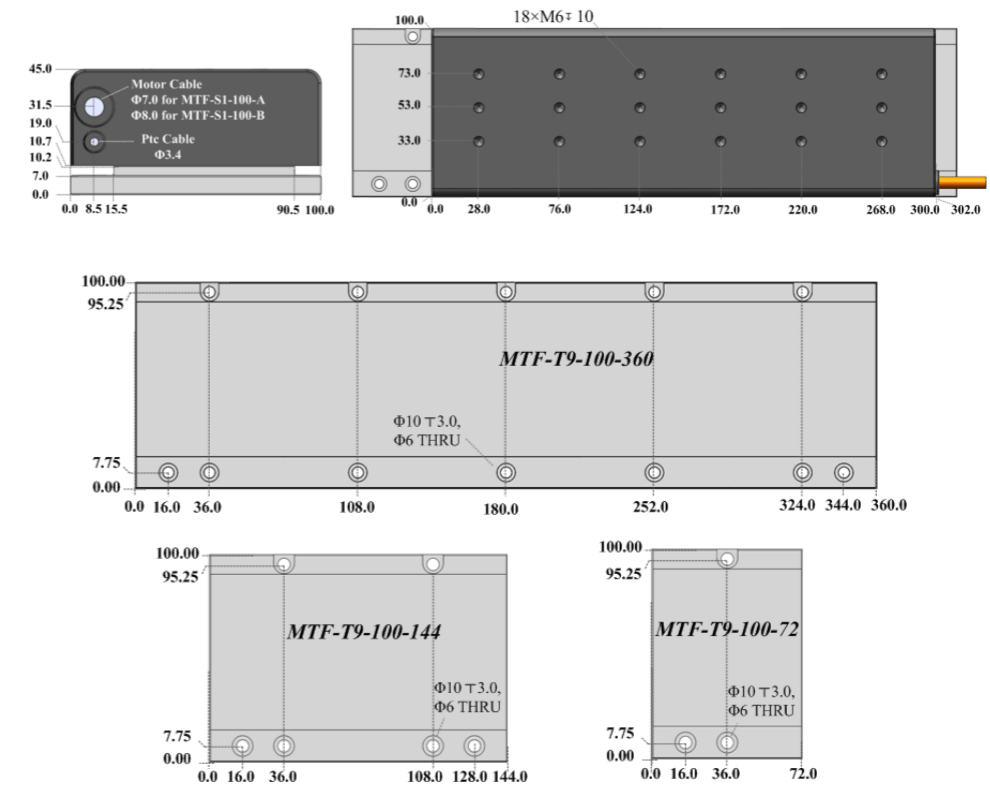 45.0
31.5
19.0
10.7
10.2
7.0
0.0
Motor Cable
Φ7.0 for MTF-S1-100-A
Φ8.0 for MTF-S1-100-B
Ptc Cable
Φ3.4
0.0 8.5 15.5 90.5 100.0
18×M6↧10
100.0
73.0
53.0
33.0
0.0
0.0 28.0 76.0 124.0 172.0 220.0 268.0 300.0 302.0
100.00
95.25
MTF-T9-100-360
Φ10 ⊤ 3.0,
Φ6 THRU
7.75
0.00
0.0 16.0 36.0 108.0 180.0 252.0 324.0 344.0 360.0
100.00
95.25
MTF-T9-100-144
Φ10 ⊤ 3.0,
Φ6 THRU
7.75
0.00
0.0 16.0 36.0 108.0 128.0 144.0
100.00
95.25
MTF-T9-100-72
Φ10 ⊤ 3.0,
Φ6 THRU
7.75
0.00
0.0 16.0 36.0 72.0